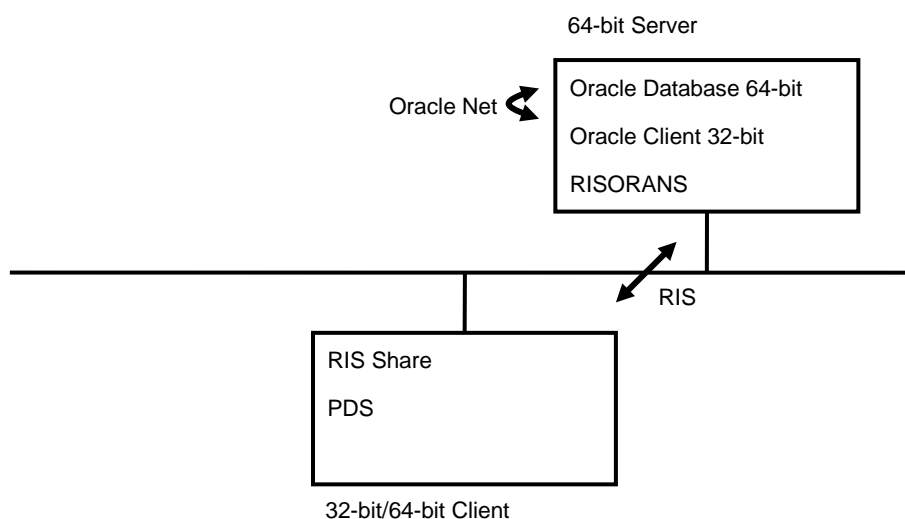 64-bit Server
Oracle Database 64-bit
Oracle Net
Oracle Client 32-bit
RISORANS
RIS
RIS Share
PDS
32-bit/64-bit Client